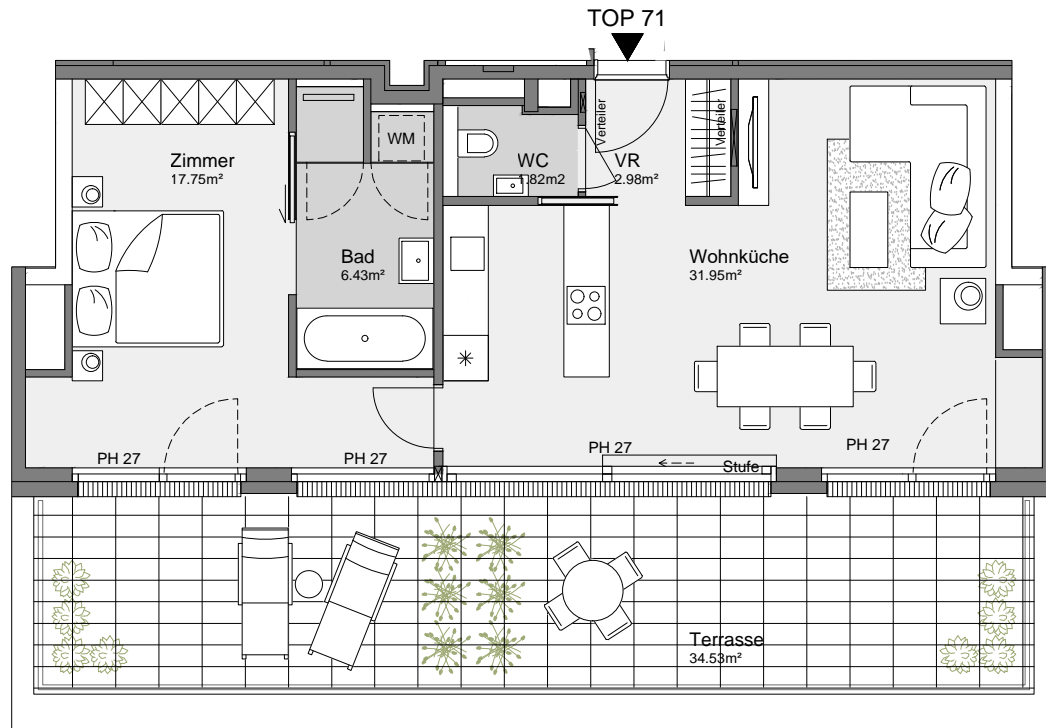 TOP 71
Verteiler
Verteiler
WM
Zimmer
17.75m²
WC
1.82m2
VR
2.98m²
Bad
6.43m²
Wohnküche
31.95m²
PH 27
PH 27
PH 27
PH 27
Stufe
Terrasse
34.53m²